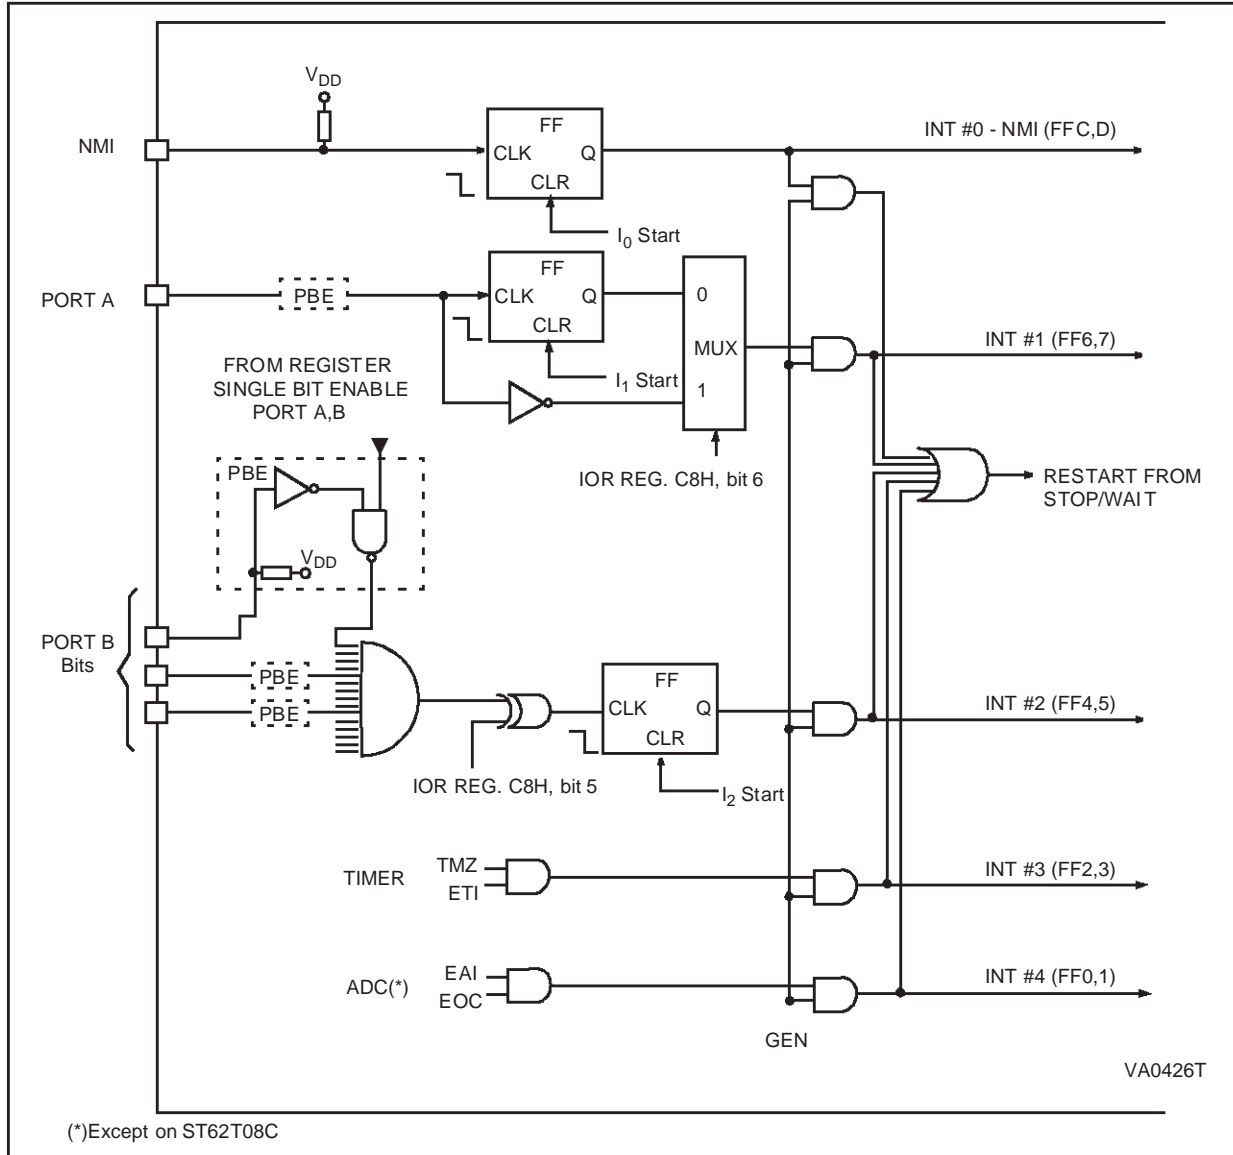 V_DD
NMI
FF
CLK
Q
CLR
INT #0 - NMI (FFC,D)
I_0 Start
PORT A
PBE
FF
CLK
Q
CLR
0
MUX
1
INT #1 (FF6,7)
I_1 Start
FROM REGISTER
SINGLE BIT ENABLE
PORT A,B
IOR REG. C8H, bit 6
RESTART FROM
STOP/WAIT
PBE
V_DD
PORT B
Bits
PBE
PBE
FF
CLK
Q
CLR
INT #2 (FF4,5)
IOR REG. C8H, bit 5
I_2 Start
TIMER
TMZ
ETI
INT #3 (FF2,3)
ADC(*)
EAI
EOC
INT #4 (FF0,1)
GEN
VA0426T
(*)Except on ST62T08C